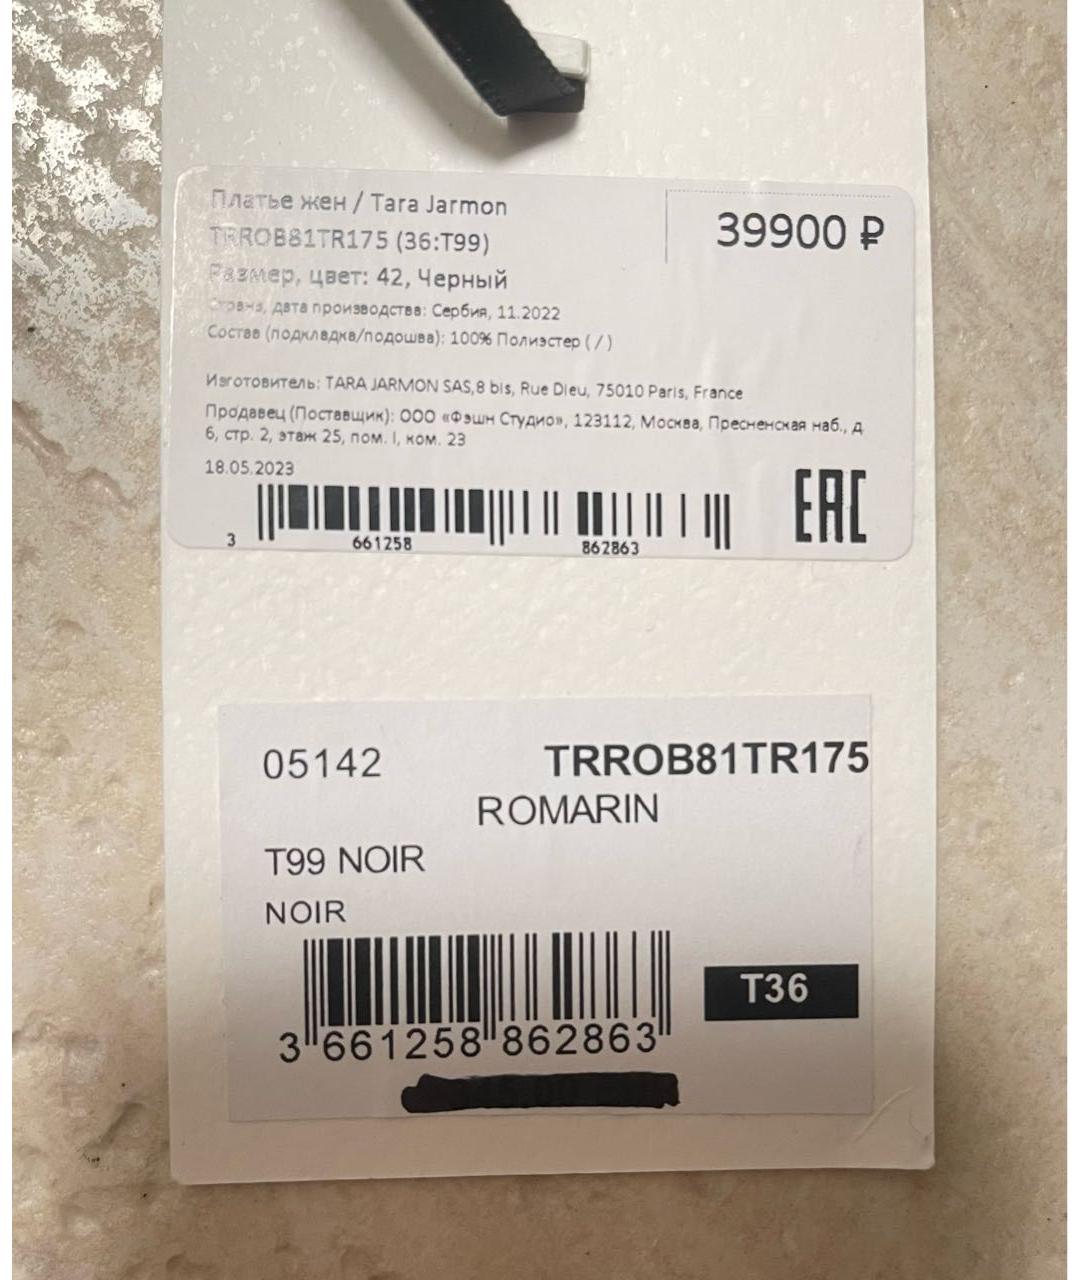 Платье жен / Tara Jarmon
39900 ₽
TRROB81TR175 (36:T99)
Размер, цвет: 42, Черный
Страна, дата производства: Сербия, 11.2022
Состав (подкладка/подошва): 100% Полиэстер ( / )
Изготовитель: TARA JARMON SAS,8 bis, Rue Dieu, 75010 Paris, France
Продавец (Поставщик): ООО «Фэшн Студио», 123112, Москва, Пресненская наб., д.
6, стр. 2, этаж 25, пом. I, ком. 23
18.05.2023
EAC
3 661258 862863
05142 TRROB81TR175
ROMARIN
T99 NOIR
NOIR
T36
3 661258 862863